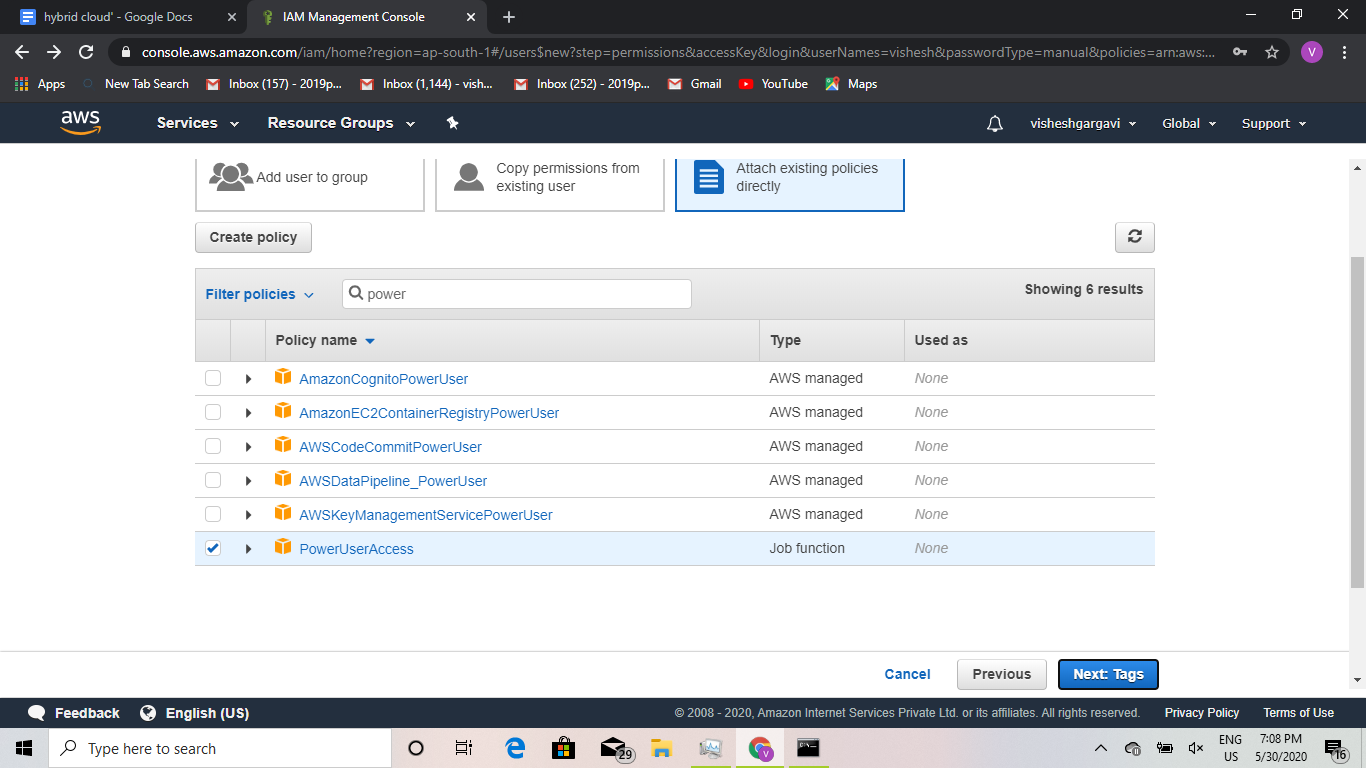 hybrid cloud' - Google Docs
IAM Management Console
console.aws.amazon.com/iam/home?region=ap-south-1#/users$new?step=permissions&accessKey&login&userNames=vishesh&passwordType=manual&policies=arn:aws:...
V
Apps
New Tab Search
Inbox (157) - 2019p...
Inbox (1,144) - vish...
Inbox (252) - 2019p...
Gmail
YouTube
Maps
aws
Services
Resource Groups
visheshgargavi
Global
Support
Add user to group
Copy permissions from
existing user
Attach existing policies
directly
Create policy
Filter policies
power
Showing 6 results
Policy name Type Used as
AmazonCognitoPowerUser AWS managed None
AmazonEC2ContainerRegistryPowerUser AWS managed None
AWSCodeCommitPowerUser AWS managed None
AWSDataPipeline_PowerUser AWS managed None
AWSKeyManagementServicePowerUser AWS managed None
PowerUserAccess Job function None
Cancel
Previous
Next: Tags
Feedback
English (US)
© 2008 - 2020, Amazon Internet Services Private Ltd. or its affiliates. All rights reserved.
Privacy Policy
Terms of Use
Type here to search
29
V
ENG
US
7:08 PM
5/30/2020
16